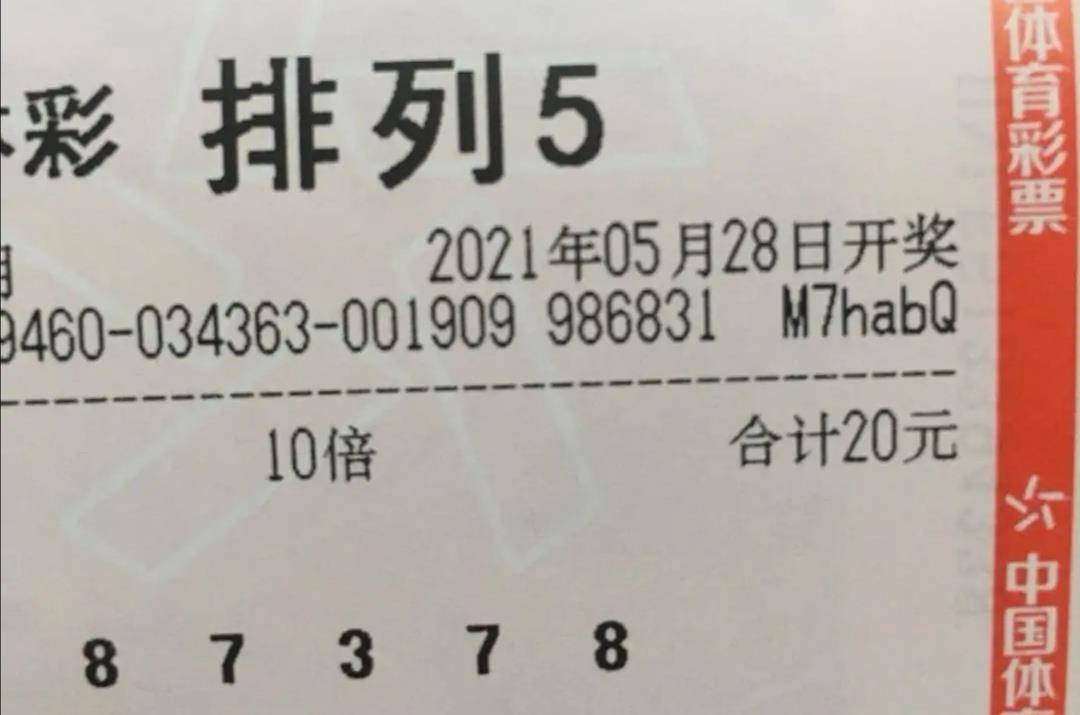 彩 排列5
2021年05月28日开奖
9460-034363-001909 986831 M7habQ
10倍 合计20元
8 7 3 7 8
体育彩票
中国体